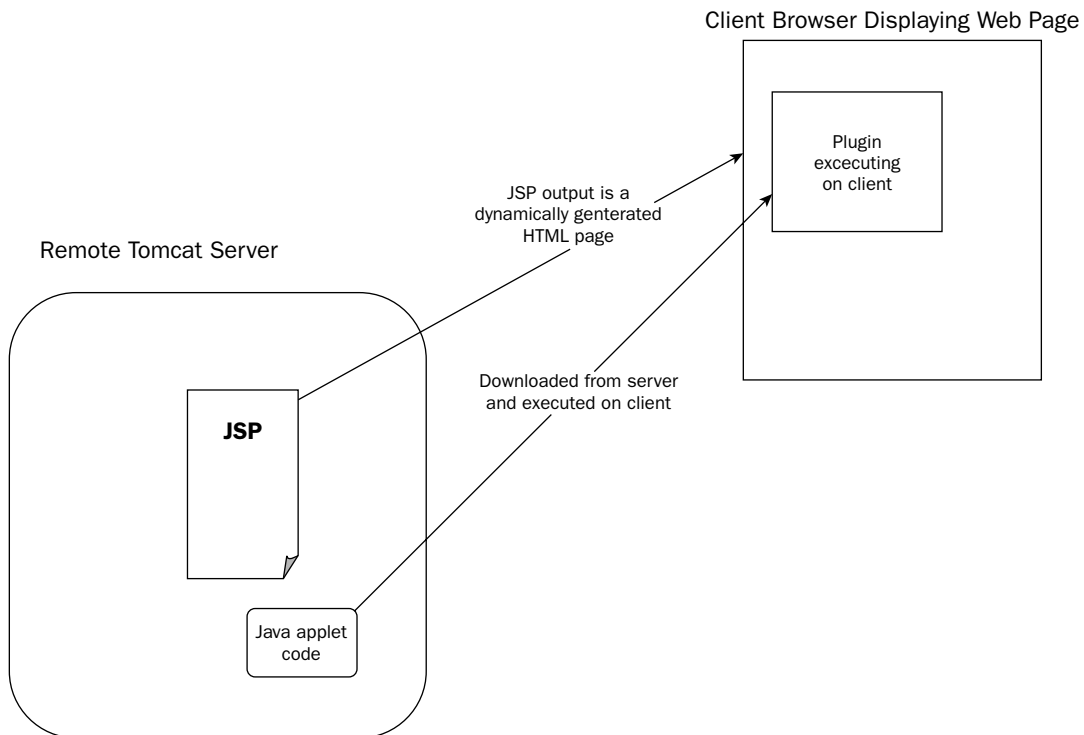 Client Browser Displaying Web Page
Plugin
excecuting
on client
JSP output is a
dynamically genterated
HTML page
Remote Tomcat Server
Downloaded from server
and executed on client
JSP
Java applet
code